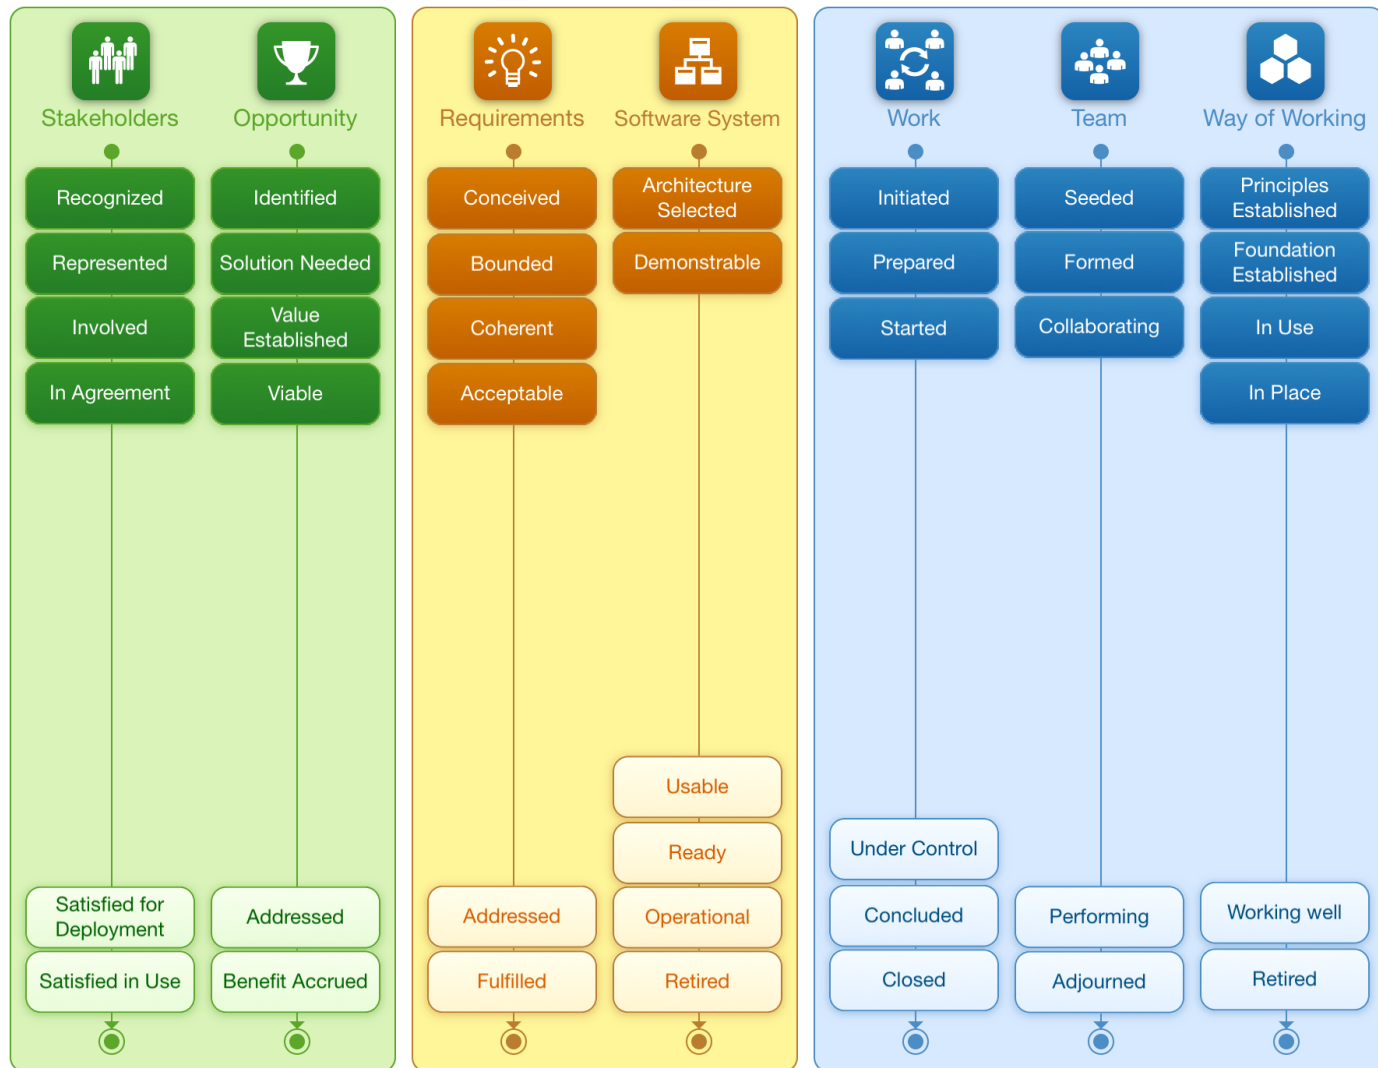 Stakeholders
Opportunity
Requirements
Software System
Work
Team
Way of Working
Recognized
Represented
Involved
In Agreement
Satisfied for
Deployment
Satisfied in Use
Identified
Solution Needed
Value
Established
Viable
Addressed
Benefit Accrued
Conceived
Bounded
Coherent
Acceptable
Addressed
Fulfilled
Architecture
Selected
Demonstrable
Usable
Ready
Operational
Retired
Initiated
Prepared
Started
Under Control
Concluded
Closed
Seeded
Formed
Collaborating
Performing
Adjourned
Principles
Established
Foundation
Established
In Use
In Place
Working well
Retired